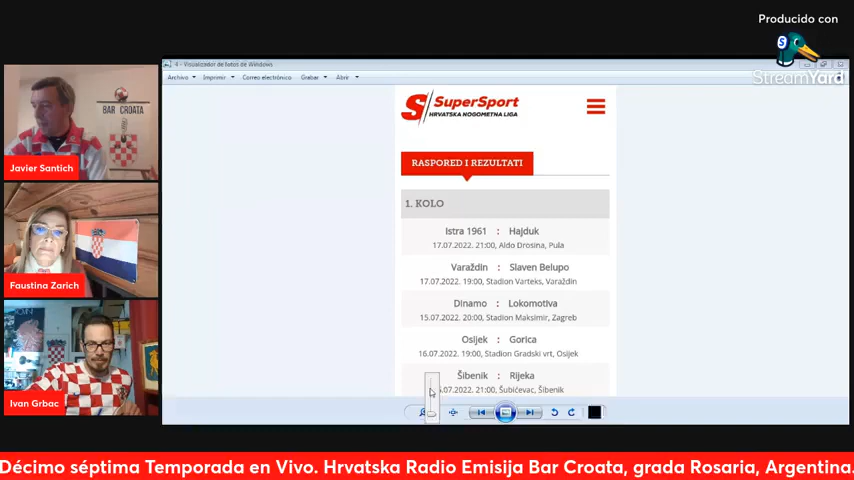 Producido con
StreamYard
4 - Visualizador de fotos de Windows
Archivo Imprimir Correo electrónico Grabar Abrir
SuperSport
HRVATSKA NOGOMETNA LIGA
RASPORED I REZULTATI
1. KOLO
Istra 1961 : Hajduk
17.07.2022. 21:00, Aldo Drosina, Pula
Varaždin : Slaven Belupo
17.07.2022. 19:00, Stadion Varteks, Varaždin
Dinamo : Lokomotiva
15.07.2022. 20:00, Stadion Maksimir, Zagreb
Osijek : Gorica
16.07.2022. 19:00, Stadion Gradski vrt, Osijek
Šibenik : Rijeka
.07.2022. 21:00, Šubićevac, Šibenik
BAR CROATA
Javier Santich
Faustina Zarich
Ivan Grbac
Décimo séptima Temporada en Vivo. Hrvatska Radio Emisija Bar Croata, grada Rosaria, Argentina.